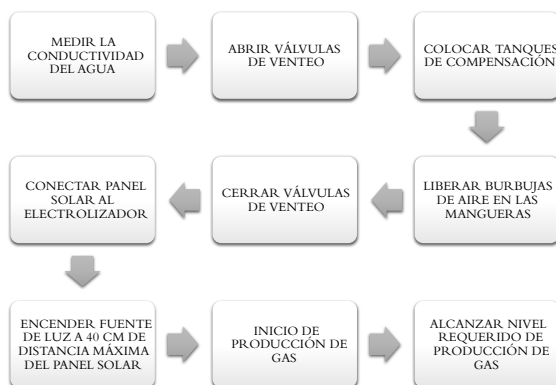 MEDIR LA
CONDUCTIVIDAD
DEL AGUA
ABRIR VÁLVULAS
DE VENTEO
COLOCAR TANQUES
DE COMPENSACIÓN
LIBERAR BURBUJAS
DE AIRE EN LAS
MANGUERAS
CERRAR VÁLVULAS
DE VENTEO
CONECTAR PANEL
SOLAR AL
ELECTROLIZADOR
ENCENDER FUENTE
DE LUZ A 40 CM DE
DISTANCIA MÁXIMA
DEL PANEL SOLAR
INICIO DE
PRODUCCIÓN DE
GAS
ALCANZAR NIVEL
REQUERIDO DE
PRODUCCIÓN DE
GAS